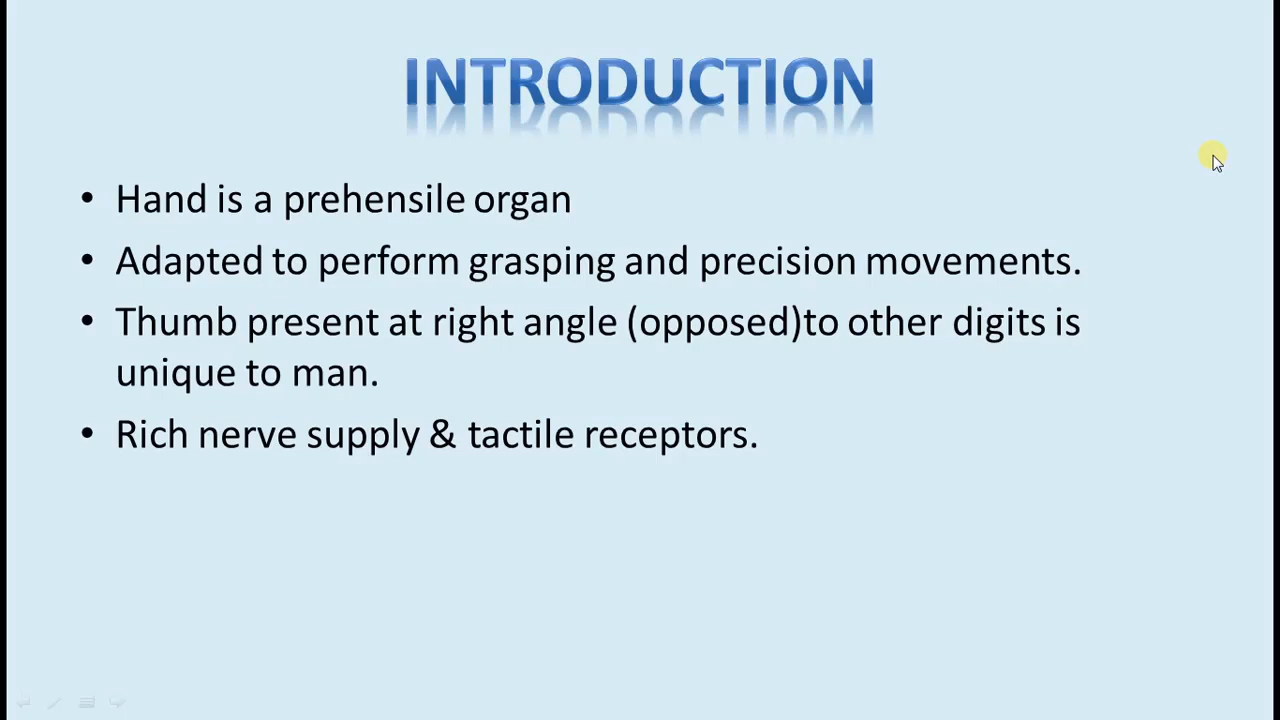 INTRODUCTION
• Hand is a prehensile organ
• Adapted to perform grasping and precision movements.
• Thumb present at right angle (opposed)to other digits is
unique to man.
• Rich nerve supply & tactile receptors.